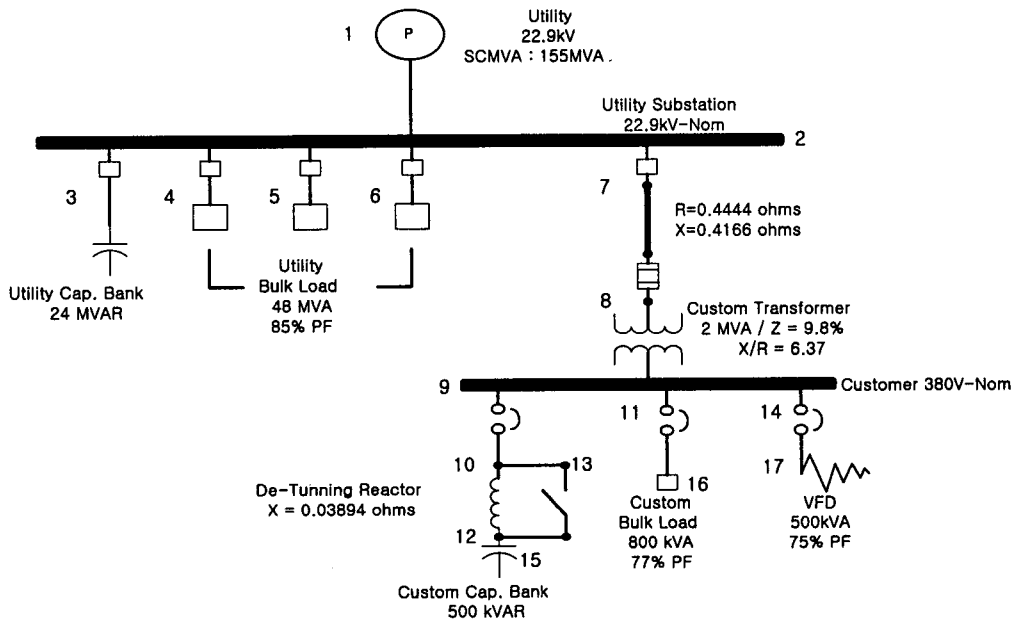 1
P
Utility
22.9kV
SCMVA : 155MVA .
Utility Substation
22.9kV-Nom
2
3
4
5
6
7
R=0.4444 ohms
X=0.4166 ohms
Utility Cap. Bank
24 MVAR
Utility
Bulk Load
48 MVA
85% PF
8
Custom Transformer
2 MVA / Z = 9.8%
X/R = 6.37
9
Customer 380V-Nom
11
14
10
13
17
De-Tunning Reactor
X = 0.03894 ohms
16
12
15
Custom
Bulk Load
800 kVA
77% PF
VFD
500kVA
75% PF
Custom Cap. Bank
500 kVAR